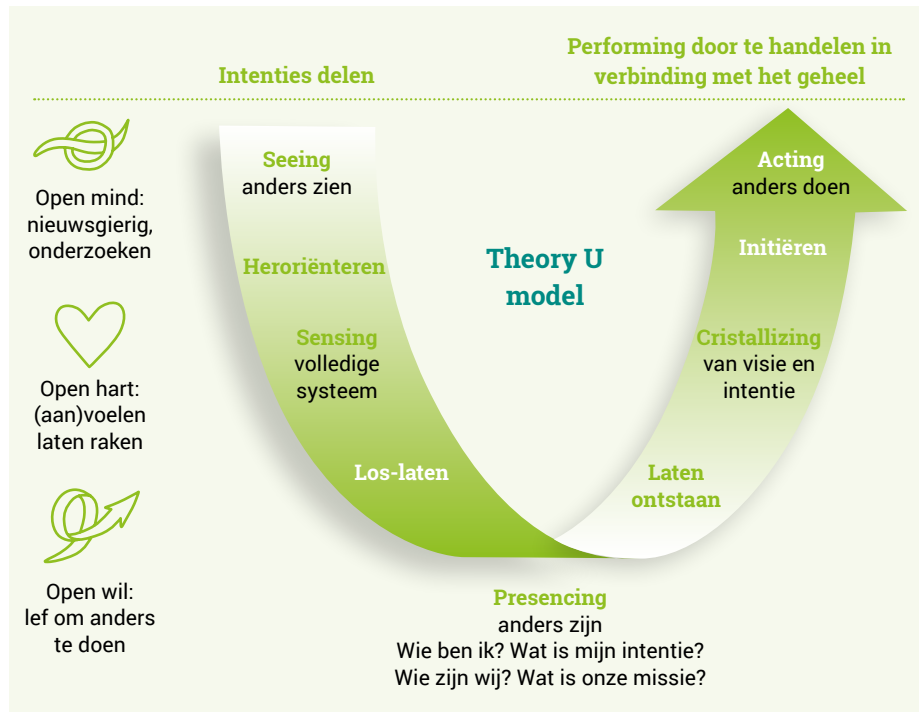 Intenties delen
Performing door te handelen in
verbinding met het geheel
Open mind:
nieuwsgierig,
onderzoeken
Open hart:
(aan)voelen
laten raken
Open wil:
lef om anders
te doen
Seeing
anders zien
Heroriënteren
Sensing
volledige
systeem
Los-laten
Theory U
model
Presencing
anders zijn
Wie ben ik? Wat is mijn intentie?
Wie zijn wij? Wat is onze missie?
Acting
anders doen
Initiëren
Cristallizing
van visie en
intentie
Laten
ontstaan